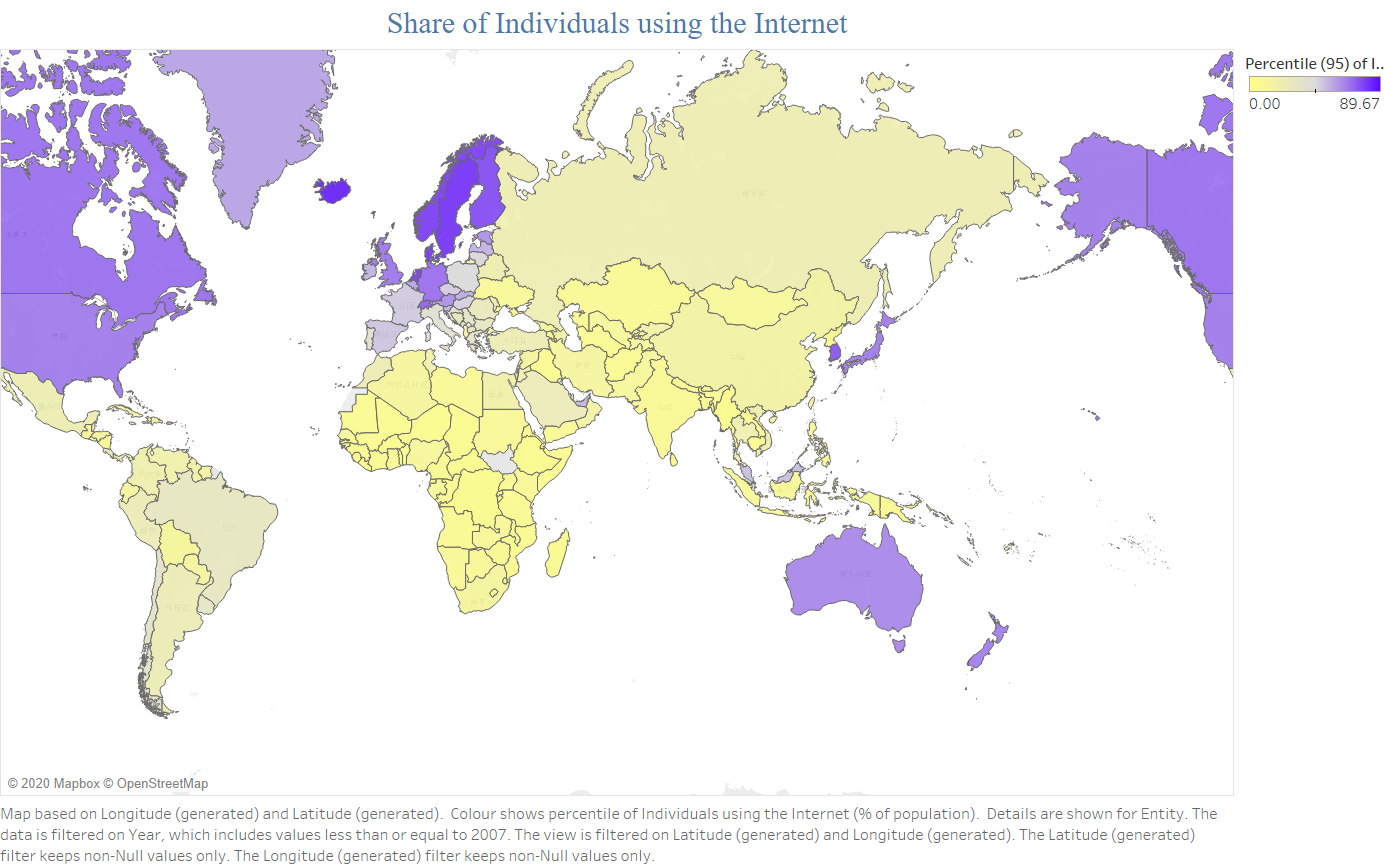 Share of Individuals using the Internet
Percentile (95) of I..
0.00 89.67
© 2020 Mapbox © OpenStreetMap
Map based on Longitude (generated) and Latitude (generated).  Colour shows percentile of Individuals using the Internet (% of population).  Details are shown for Entity. The
data is filtered on Year, which includes values less than or equal to 2007. The view is filtered on Latitude (generated) and Longitude (generated). The Latitude (generated)
filter keeps non-Null values only. The Longitude (generated) filter keeps non-Null values only.